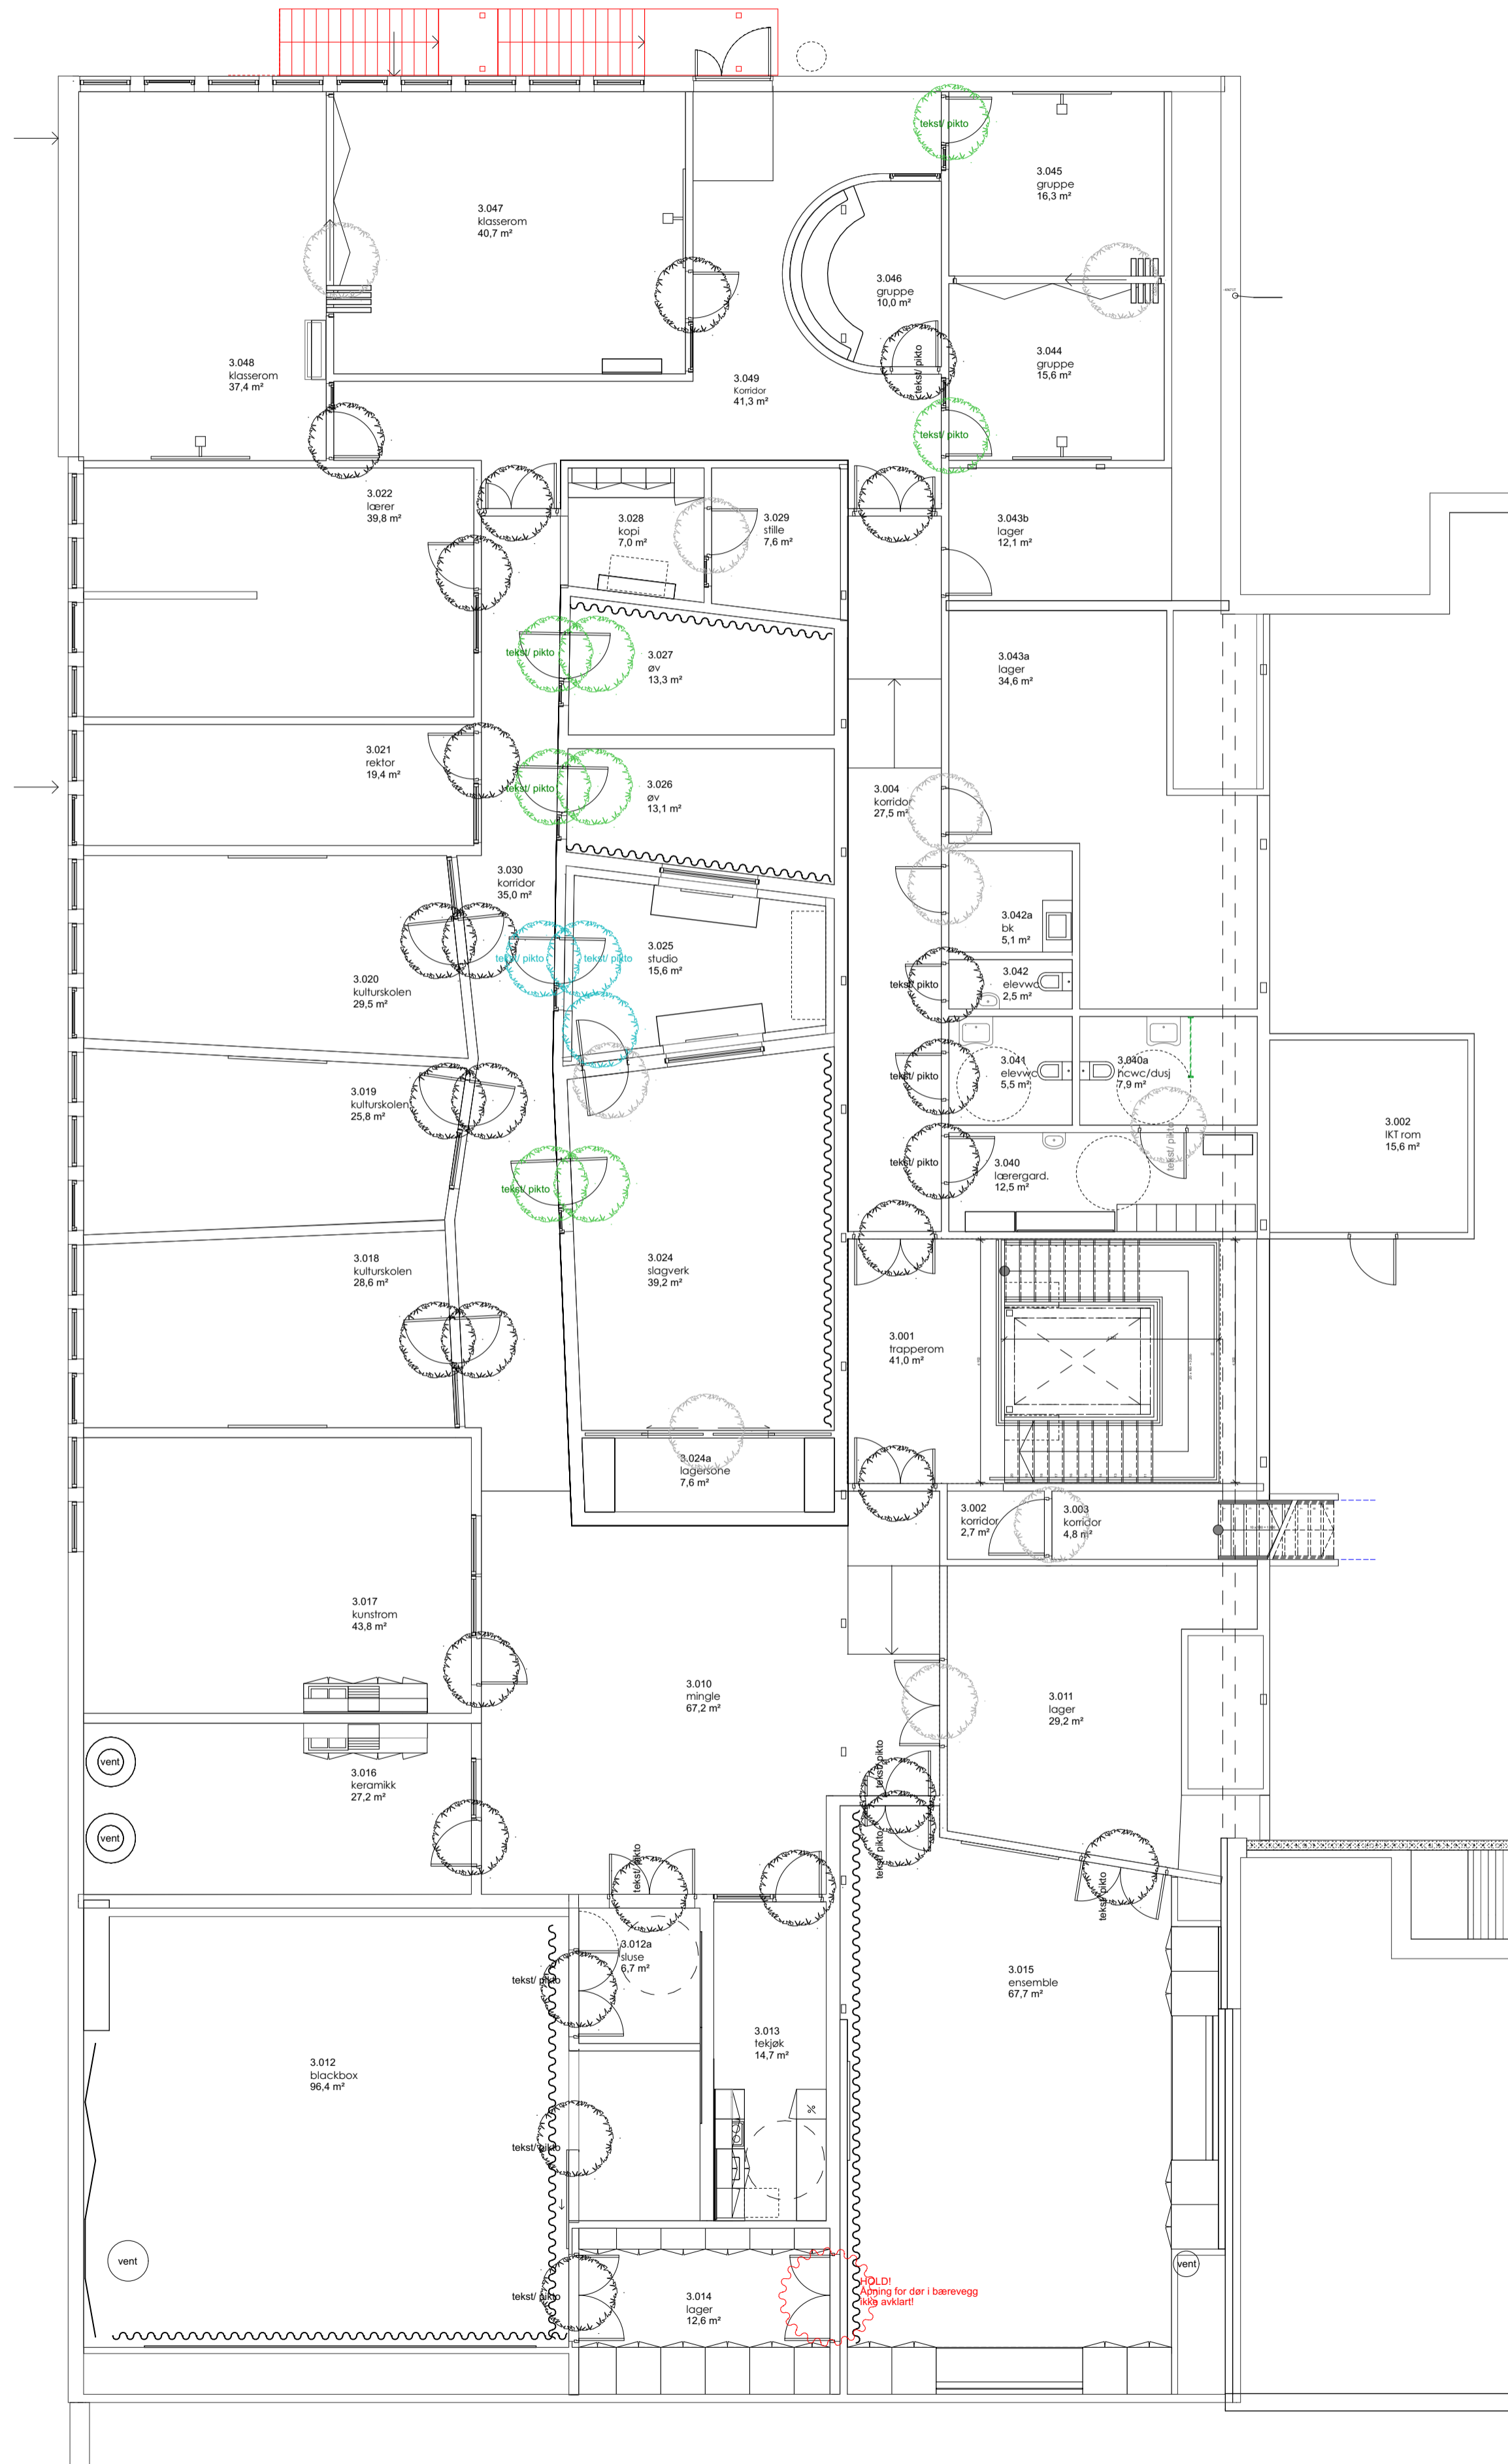 tekst/ pikto
3.045
gruppe
16,3 m²
3.047
klasserom
40,7 m²
3.046
gruppe
10,0 m²
3.044
gruppe
15,6 m²
tekst/ pikto
3.048
klasserom
37,4 m²
3.049
Korridor
41,3 m²
tekst/ pikto
3.022
lærer
39,8 m²
3.028
kopi
7,0 m²
3.029
stille
7,6 m²
3.043b
lager
12,1 m²
tekst/ pikto
3.027
øv
13,3 m²
3.043a
lager
34,6 m²
3.021
rektor
19,4 m²
tekst/ pikto
3.026
øv
13,1 m²
3.004
korridor
27,5 m²
3.030
korridor
35,0 m²
3.042a
bk
5,1 m²
3.020
kulturskolen
29,5 m²
tekst/ pikto
tekst/ pikto
3.025
studio
15,6 m²
tekst/ pikto
3.042
elevwc
2,5 m²
3.019
kulturskolen
25,8 m²
tekst/ pikto
3.041
elevwc
5,5 m²
3.040a
hcwc/dusj
7,9 m²
tekst/ pikto
3.002
IKT rom
15,6 m²
tekst/ pikto
3.040
lærergard.
12,5 m²
tekst/ pikto
3.018
kulturskolen
28,6 m²
3.024
slagverk
39,2 m²
3.001
trapperom
41,0 m²
3.024a
lagersone
7,6 m²
3.002
korridor
2,7 m²
3.003
korridor
4,8 m²
3.017
kunstrom
43,8 m²
3.010
mingle
67,2 m²
3.011
lager
29,2 m²
vent
3.016
keramikk
27,2 m²
tekst/ pikto
vent
tekst/ pikto
tekst/ pikto
tekst/ pikto
3.012a
sluse
6,7 m²
tekst/ pikto
3.015
ensemble
67,7 m²
3.013
tekjøk
14,7 m²
3.012
blackbox
96,4 m²
%
tekst/ pikto
vent
vent
tekst/ pikto
3.014
lager
12,6 m²
HOLD!
Åpning for dør i bærevegg
ikke avklart!